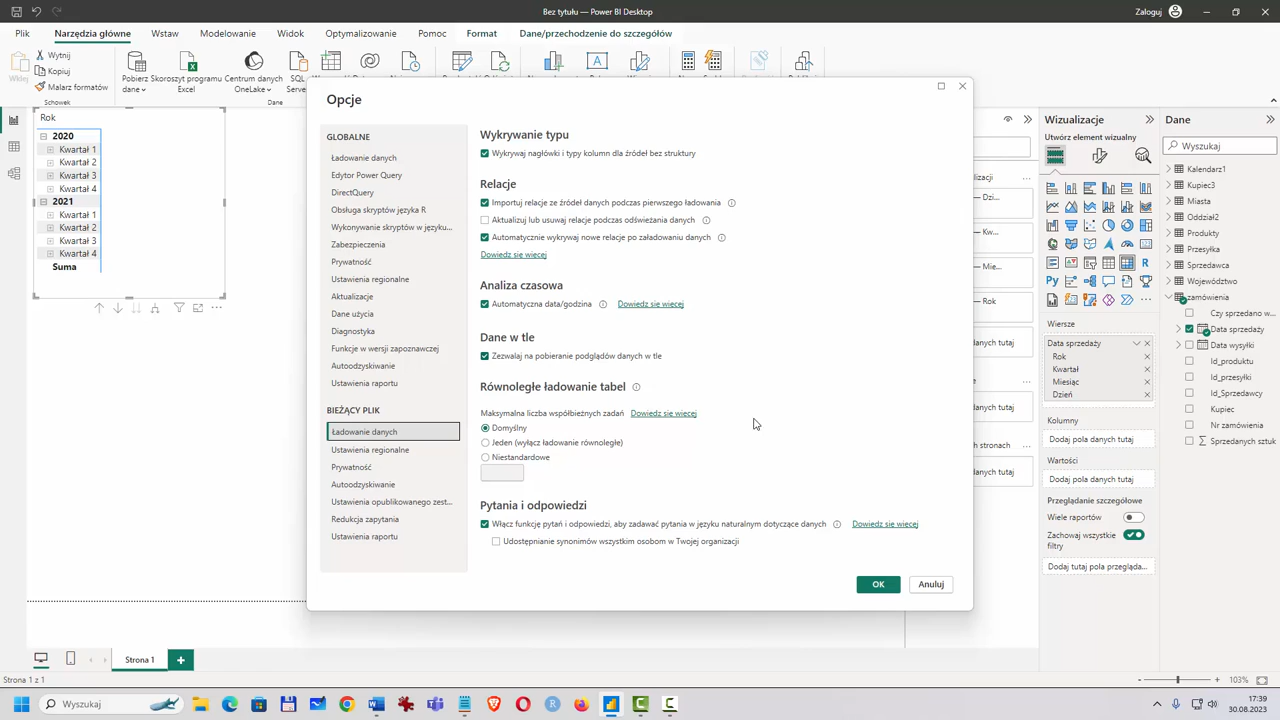 Bez tytułu — Power BI Desktop
Zaloguj
Plik
Narzędzia główne
Wstaw
Modelowanie
Widok
Optymalizowanie
Pomoc
Format
Dane/przechodzenie do szczegółów
Wytnij
Kopiuj
Malarz formatów
Schowek
Pobierz dane
Skoroszyt programu Excel
Centrum danych OneLake
SQL
Dane
Rok
2020
Kwartał 1
Kwartał 2
Kwartał 3
Kwartał 4
2021
Kwartał 1
Kwartał 2
Kwartał 3
Kwartał 4
Suma
Opcje
GLOBALNE
Ładowanie danych
Edytor Power Query
DirectQuery
Obsługa skryptów języka R
Wykonywanie skryptów w języku...
Zabezpieczenia
Prywatność
Ustawienia regionalne
Aktualizacje
Dane użycia
Diagnostyka
Funkcje w wersji zapoznawczej
Autoodzyskiwanie
Ustawienia raportu
BIEŻĄCY PLIK
Ładowanie danych
Ustawienia regionalne
Prywatność
Autoodzyskiwanie
Ustawienia opublikowanego zest...
Redukcja zapytania
Ustawienia raportu
Wykrywanie typu
Wykrywaj nagłówki i typy kolumn dla źródeł bez struktury
Relacje
Importuj relacje ze źródeł danych podczas pierwszego ładowania
Aktualizuj lub usuwaj relacje podczas odświeżania danych
Automatycznie wykrywaj nowe relacje po załadowaniu danych
Dowiedz się więcej
Analiza czasowa
Automatyczna data/godzina
Dowiedz się więcej
Dane w tle
Zezwalaj na pobieranie podglądów danych w tle
Równoległe ładowanie tabel
Maksymalna liczba współbieżnych zadań
Dowiedz się więcej
Domyślny
Jeden (wyłącz ładowanie równoległe)
Niestandardowe
Pytania i odpowiedzi
Włącz funkcję pytań i odpowiedzi, aby zadawać pytania w języku naturalnym dotyczące danych
Dowiedz się więcej
Udostępnianie synonimów wszystkim osobom w Twojej organizacji
OK
Anuluj
Wizualizacje
Utwórz element wizualny
Wiersze
Data sprzedaży
Rok
Kwartał
Miesiąc
Dzień
Kolumny
Dodaj pola danych tutaj
Wartości
Dodaj pola danych tutaj
Przeglądanie szczegółowe
Wiele raportów
Zachowaj wszystkie filtry
Dodaj tutaj pola przegląda...
Dane
Wyszukaj
Kalendarz1
Kupiec3
Miasta
Oddział2
Produkty
Przesyłka
Sprzedawca
Województwo
zamówienia
Czy sprzedano w...
Data sprzedaży
Data wysyłki
Id_produktu
Id_przesyłki
Id_Sprzedawcy
Kupiec
Nr zamówienia
Sprzedanych sztuk
Strona 1
Strona 1 z 1
103%
Wyszukaj
17:39
30.08.2023